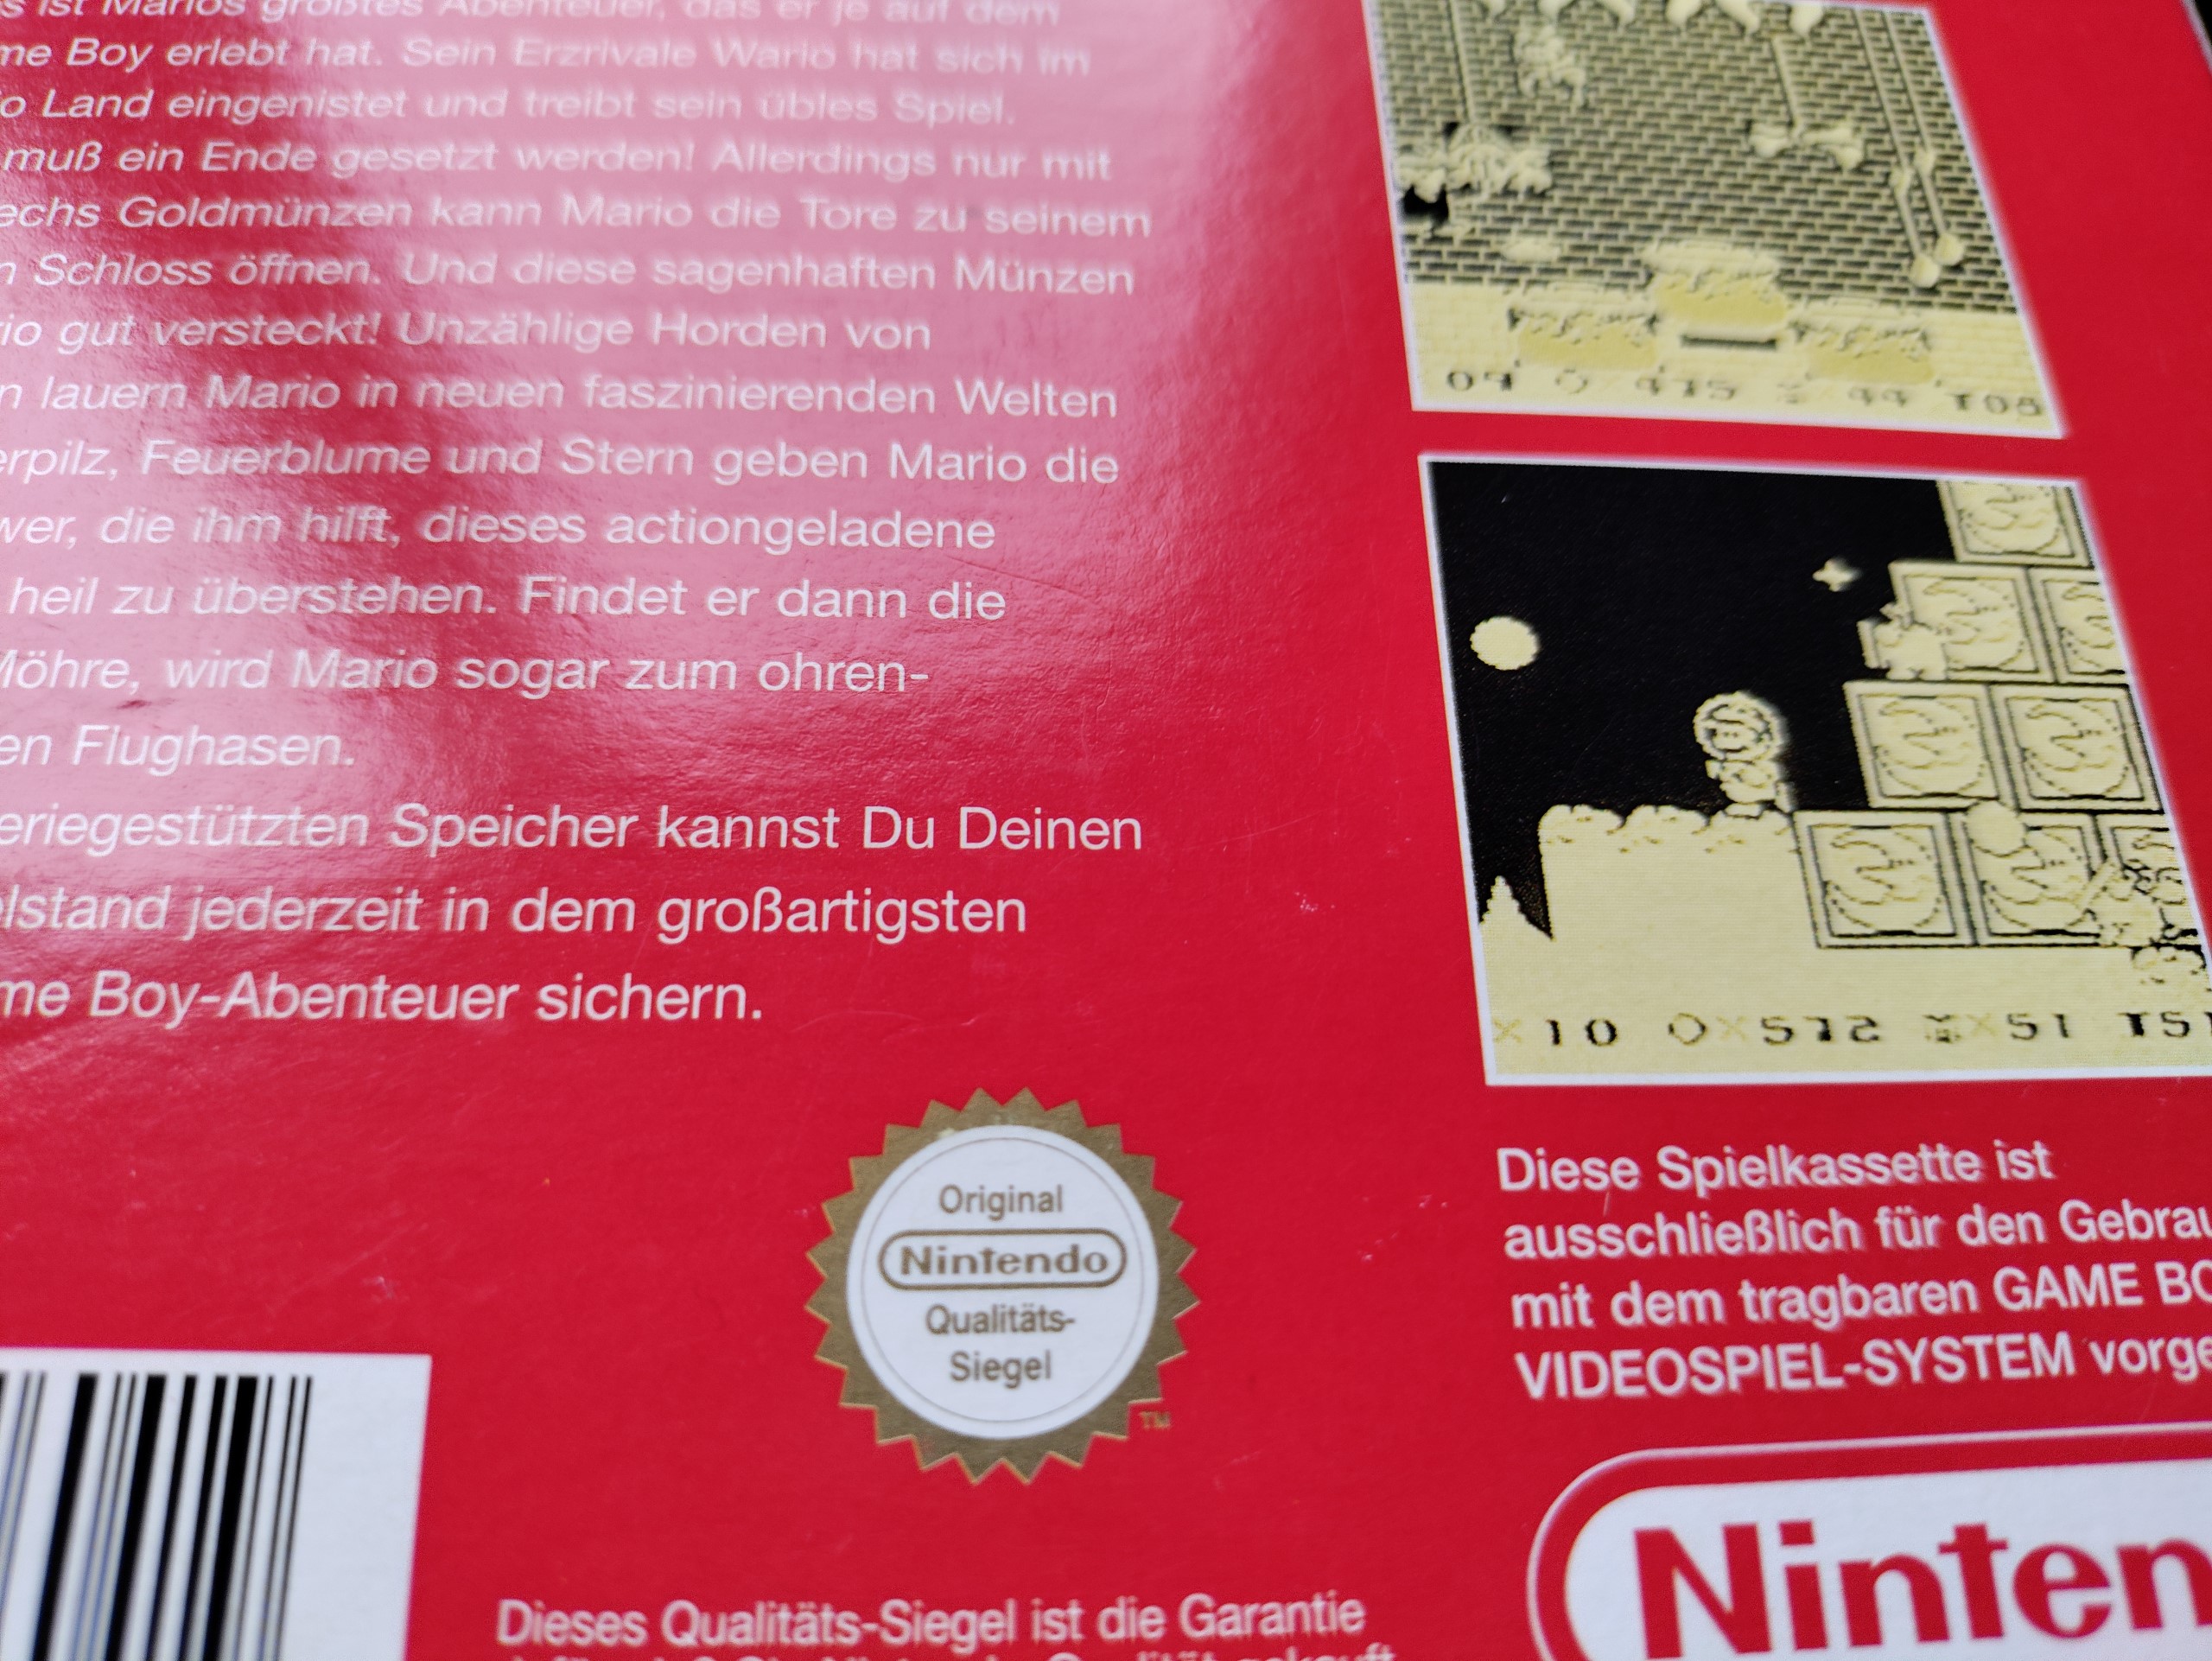 s ist Marios größtes Abenteuer, das er je auf dem
me Boy erlebt hat. Sein Erzrivale Wario hat sich im
o Land eingenistet und treibt sein übles Spiel.
muß ein Ende gesetzt werden! Allerdings nur mit
echs Goldmünzen kann Mario die Tore zu seinem
n Schloss öffnen. Und diese sagenhaften Münzen
io gut versteckt! Unzählige Horden von
n lauern Mario in neuen faszinierenden Welten
erpilz, Feuerblume und Stern geben Mario die
wer, die ihm hilft, dieses actiongeladene
heil zu überstehen. Findet er dann die
Möhre, wird Mario sogar zum ohren-
en Flughasen.
eriegestützten Speicher kannst Du Deinen
elstand jederzeit in dem großartigsten
me Boy-Abenteuer sichern.
Original
Nintendo
Qualitäts-
Siegel
TM
× 10 × 572 × 51 T51
Diese Spielkassette ist
ausschließlich für den Gebrau
mit dem tragbaren GAME BO
VIDEOSPIEL-SYSTEM vorge
Ninten
Dieses Qualitäts-Siegel ist die Garantie